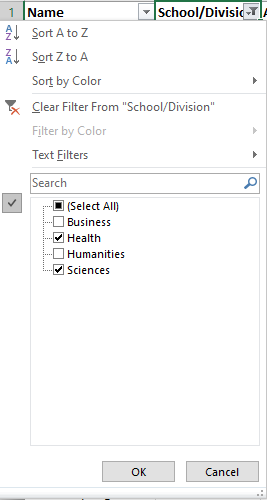 1 Name School/Divisio
Sort A to Z
Sort Z to A
Sort by Color
Clear Filter From "School/Division"
Filter by Color
Text Filters
Search
(Select All)
Business
Health
Humanities
Sciences
OK Cancel